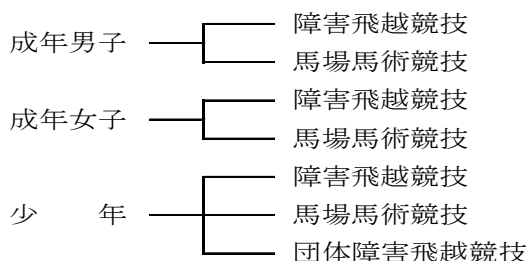 成年男子
障害飛越競技
馬場馬術競技
成年女子
障害飛越競技
馬場馬術競技
少　　年
障害飛越競技
馬場馬術競技
団体障害飛越競技